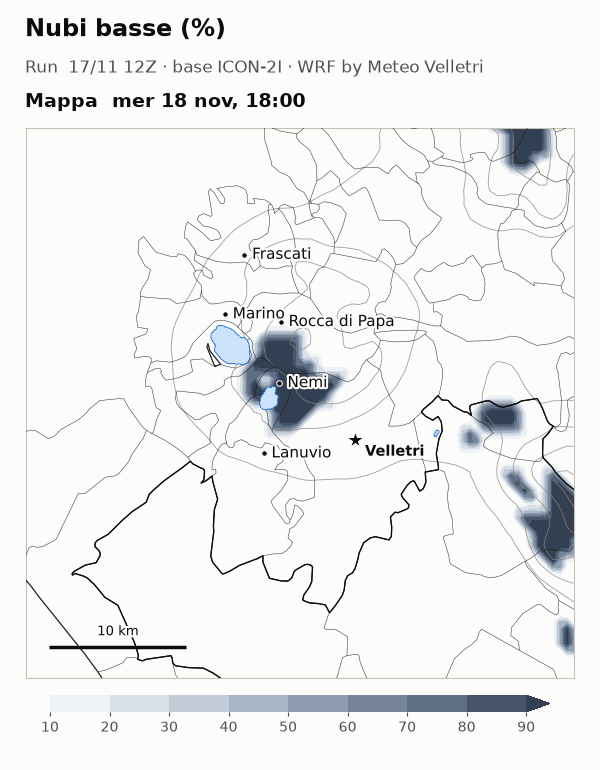 Nubi basse (%)
Run  17/11 12Z · base ICON-2I · WRF by Meteo Velletri
Mappa  mer 18 nov, 18:00
Frascati
Marino
Rocca di Papa
Nemi
Velletri
Lanuvio
10 km
10 20 30 40 50 60 70 80 90